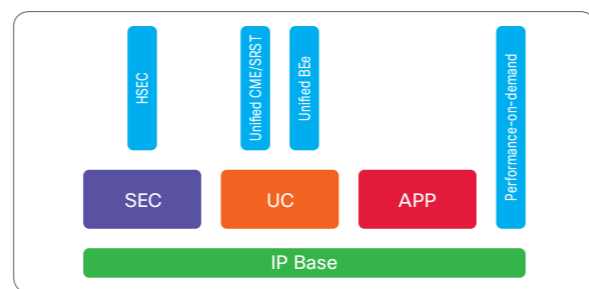 HSEC
Unified CME/SRST
Unified BEe
Performance-on-demand
SEC
UC
APP
IP Base